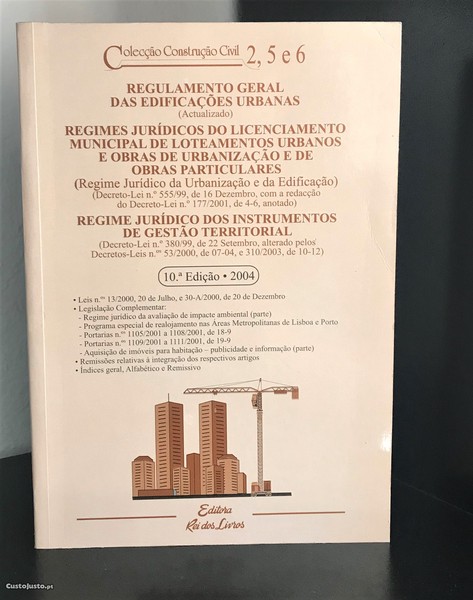 Colecção Construção Civil 2, 5 e 6
REGULAMENTO GERAL
DAS EDIFICAÇÕES URBANAS
(Actualizado)
REGIMES JURÍDICOS DO LICENCIAMENTO
MUNICIPAL DE LOTEAMENTOS URBANOS
E OBRAS DE URBANIZAÇÃO E DE
OBRAS PARTICULARES
(Regime Jurídico da Urbanização e da Edificação)
(Decreto-Lei n.º 555/99, de 16 Dezembro, com a redacção
do Decreto-Lei n.º 177/2001, de 4-6, anotado)
REGIME JURÍDICO DOS INSTRUMENTOS
DE GESTÃO TERRITORIAL
(Decreto-Lei n.º 380/99, de 22 Setembro, alterado pelos
Decretos-Leis n.ºs 53/2000, de 07-04, e 310/2003, de 10-12)
10.ª Edição • 2004
• Leis n.ºs 13/2000, 20 de Julho, e 30-A/2000, de 20 de Dezembro
• Legislação Complementar:
- Regime jurídico da avaliação de impacte ambiental (parte)
- Programa especial de realojamento nas Áreas Metropolitanas de Lisboa e Porto
- Portarias n.ºs 1105/2001 a 1108/2001, de 18-9
- Portarias n.ºs 1109/2001 a 1111/2001, de 19-9
- Aquisição de imóveis para habitação – publicidade e informação (parte)
• Remissões relativas à integração dos respectivos artigos
• Índices geral, Alfabético e Remissivo
Editora
Rei dos Livros
CustoJusto.pt